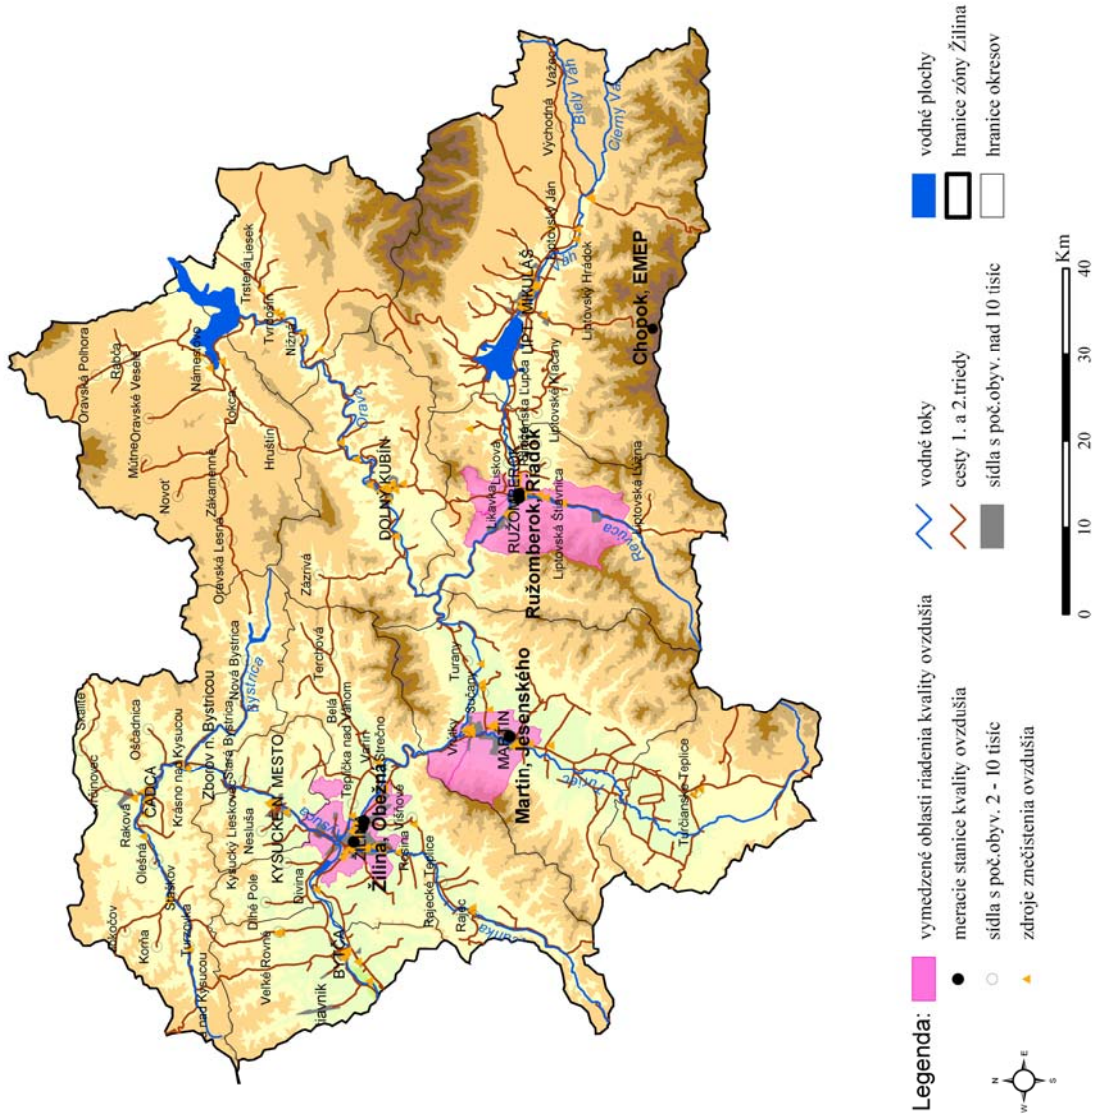 Skalité
Oščadnica
Raková
ČADCA
Krásno nad Kysucou
Zborov n. Bystricou
Stará Bystrica
Nová Bystrica
Bystrica
Olešná
Staškov
Turzovka
Korňa
Kysucký Lieskovec
Nesluša
KYSUCKÉ N. MESTO
Kysuca
Dlhé Pole
Divina
Veľké Rovné
BYTČA
Terchová
Belá
Teplička nad Váhom
Varín
Strečno
Žilina, Obežná
Višňové
Rosina
Rajecké Teplice
Rajec
Oravská Polhora
Rabča
Oravské Veselé
Mútne
Novoť
Zákamenné
Oravská Lesná
Námestovo
Lokca
Hruštín
Zázrivá
Trstená
Liesek
Tvrdošín
Nižná
Orava
DOLNÝ KUBÍN
Vrútky
Turany
Sučany
MARTIN
Martin, Jesenského
Turiec
Turčianske Teplice
Likavka
Lisková
RUŽOMBEROK
Ružomberok, Riadok
Liptovská Štiavnica
Liptovská Lúžna
Revúca
Liptovské Kľačany
LIPT. MIKULÁŠ
Váh
Liptovský Ján
Liptovský Hrádok
Chopok, EMEP
Východná
Važec
Biely Váh
Legenda:
vymedzené oblasti riadenia kvality ovzdušia
meracie stanice kvality ovzdušia
sídla s poč.obyv. 2 - 10 tisíc
zdroje znečistenia ovzdušia
vodné toky
cesty 1. a 2.triedy
sídla s poč.obyv. nad 10 tisíc
vodné plochy
hranice zóny Žilina
hranice okresov
N
W E
S
0 10 20 30 40
Km